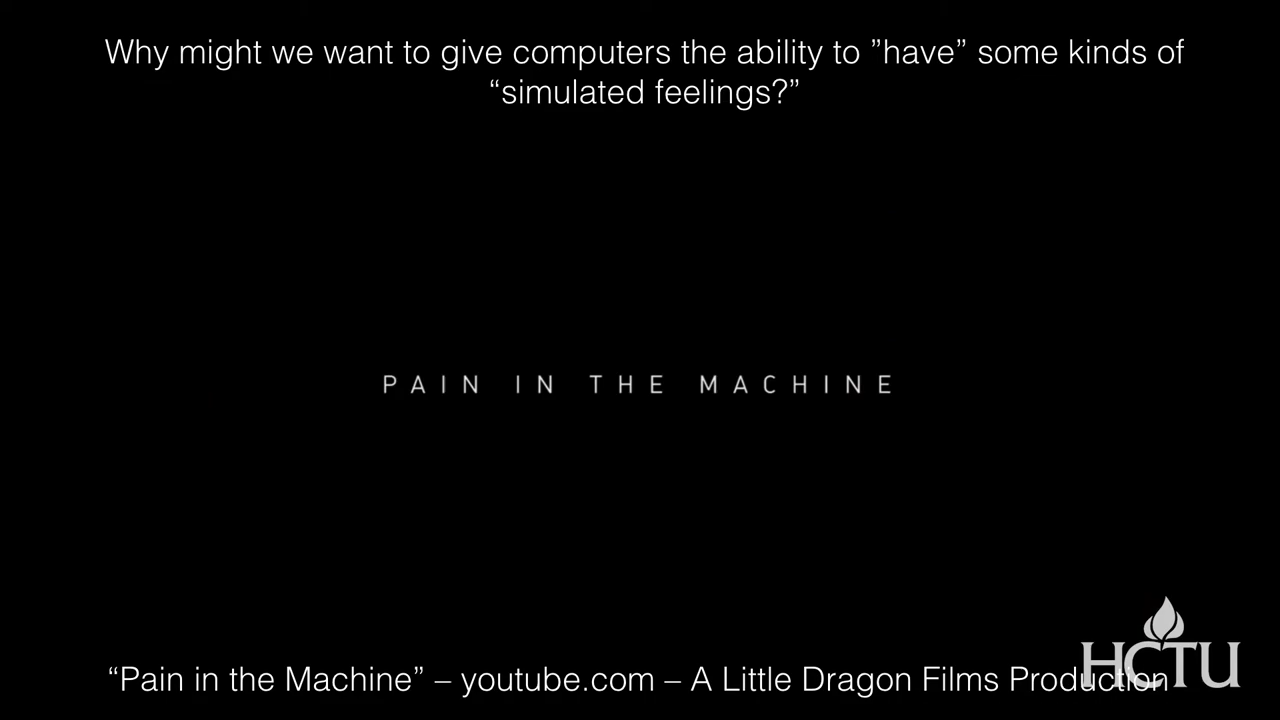 Why might we want to give computers the ability to ”have” some kinds of
“simulated feelings?”
PAIN IN THE MACHINE
HCTU
“Pain in the Machine” – youtube.com – A Little Dragon Films Production